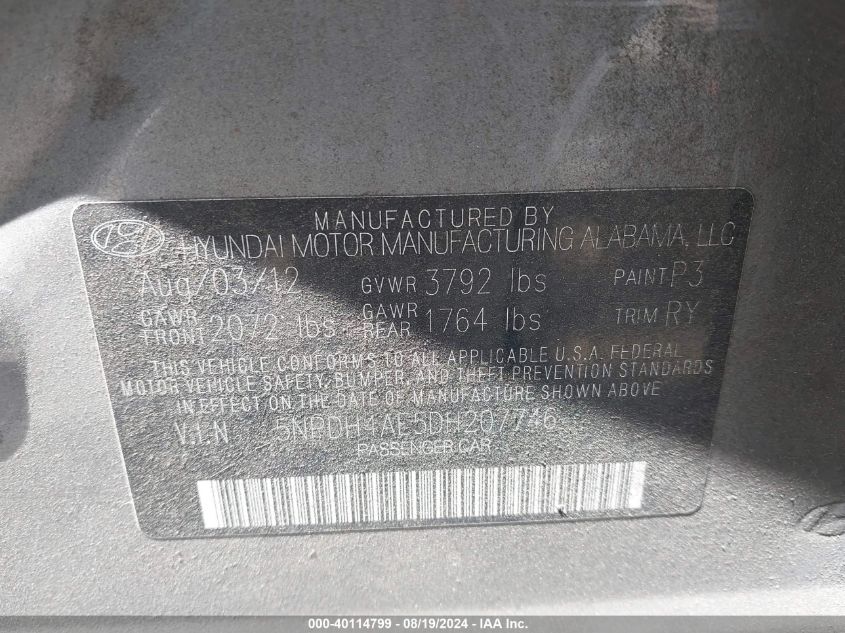 MANUFACTURED BY
HYUNDAI MOTOR MANUFACTURING ALABAMA, LLC
Aug/03/12 GVWR 3792 lbs PAINT P3
GAWR FRONT 2072 lbs GAWR REAR 1764 lbs TRIM RY
THIS VEHICLE CONFORMS TO ALL APPLICABLE U.S.A. FEDERAL
MOTOR VEHICLE SAFETY, BUMPER, AND THEFT PREVENTION STANDARDS
IN EFFECT ON THE DATE OF MANUFACTURE SHOWN ABOVE
V.I.N 5NPDH4AE5DH207746
PASSENGER CAR
000-40114799 - 08/19/2024 - IAA Inc.